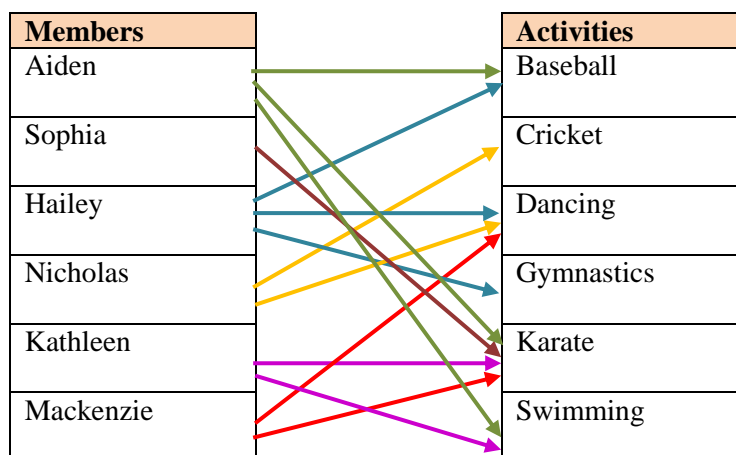 Members
Aiden
Sophia
Hailey
Nicholas
Kathleen
Mackenzie
Activities
Baseball
Cricket
Dancing
Gymnastics
Karate
Swimming